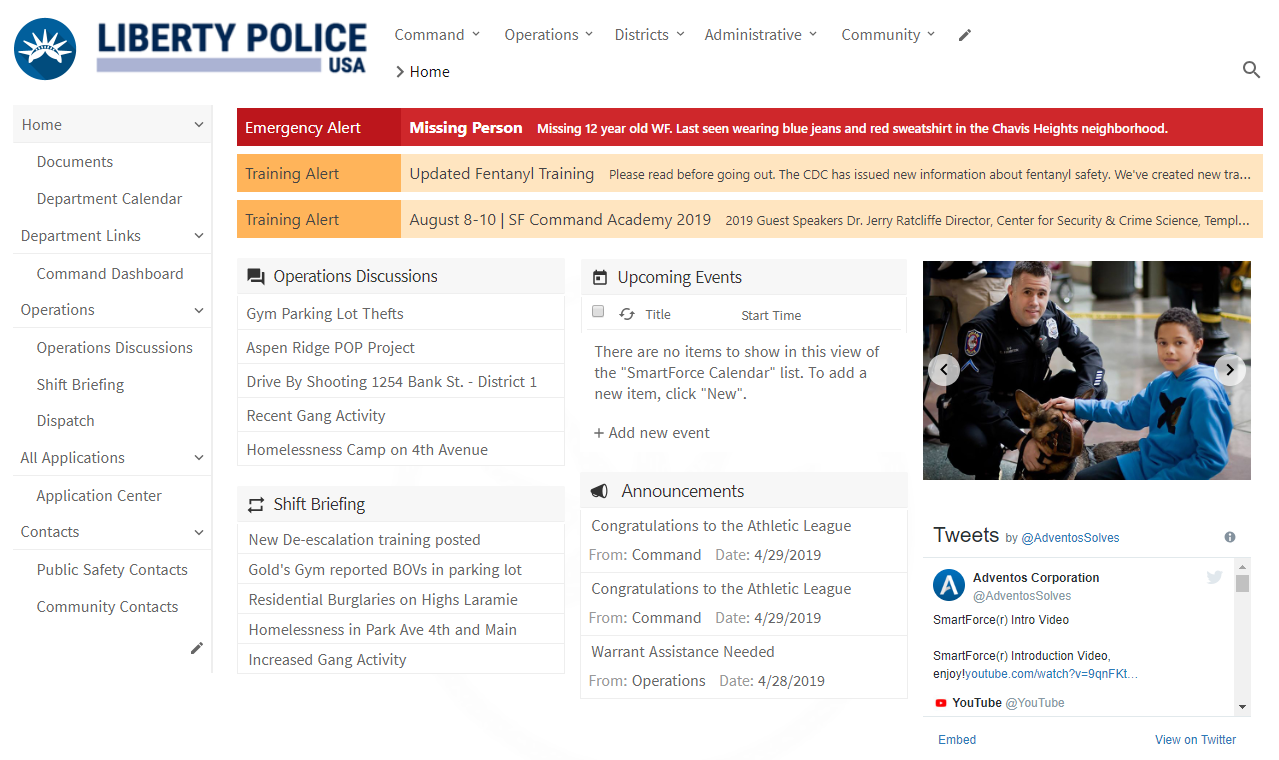 LIBERTY POLICE
USA
Command Operations Districts Administrative Community
Home
Home
Documents
Department Calendar
Department Links
Command Dashboard
Operations
Operations Discussions
Shift Briefing
Dispatch
All Applications
Application Center
Contacts
Public Safety Contacts
Community Contacts
Emergency Alert Missing Person Missing 12 year old WF. Last seen wearing blue jeans and red sweatshirt in the Chavis Heights neighborhood.
Training Alert Updated Fentanyl Training Please read before going out. The CDC has issued new information about fentanyl safety. We've created new tra...
Training Alert August 8-10 | SF Command Academy 2019 2019 Guest Speakers Dr. Jerry Ratcliffe Director, Center for Security & Crime Science, Templ...
Operations Discussions
Gym Parking Lot Thefts
Aspen Ridge POP Project
Drive By Shooting 1254 Bank St. - District 1
Recent Gang Activity
Homelessness Camp on 4th Avenue
Shift Briefing
New De-escalation training posted
Gold's Gym reported BOVs in parking lot
Residential Burglaries on Highs Laramie
Homelessness in Park Ave 4th and Main
Increased Gang Activity
Upcoming Events
Title Start Time
There are no items to show in this view of
the "SmartForce Calendar" list. To add a
new item, click "New".
+ Add new event
Announcements
Congratulations to the Athletic League
From: Command Date: 4/29/2019
Congratulations to the Athletic League
From: Command Date: 4/29/2019
Warrant Assistance Needed
From: Operations Date: 4/28/2019
Tweets by @AdventosSolves
Adventos Corporation
@AdventosSolves
SmartForce(r) Intro Video
SmartForce(r) Introduction Video,
enjoy!youtube.com/watch?v=9qnFKt...
YouTube @YouTube
Embed View on Twitter